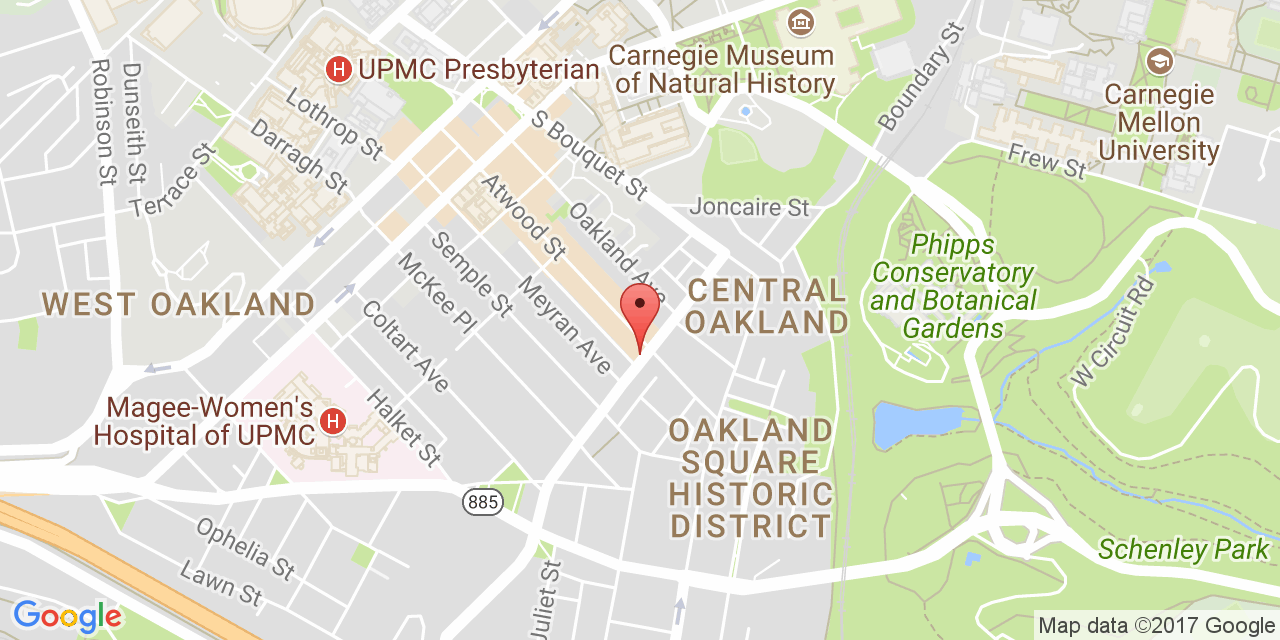 Carnegie Museum
of Natural History
Boundary St
UPMC Presbyterian
Carnegie
Mellon
University
Robinson St
Dunseith St
Lothrop St
Darragh St
Terrace St
S Bouquet St
Frew St
Joncaire St
Atwood St
Oakland Ave
Semple St
McKee Pl
Meyran Ave
Coltart Ave
Phipps
Conservatory
and Botanical
Gardens
WEST OAKLAND
CENTRAL
OAKLAND
W Circuit Rd
Magee-Women's
Hospital of UPMC
H
H
Halket St
OAKLAND
SQUARE
HISTORIC
DISTRICT
885
Ophelia St
Lawn St
Juliet St
Schenley Park
Google
Map data ©2017 Google